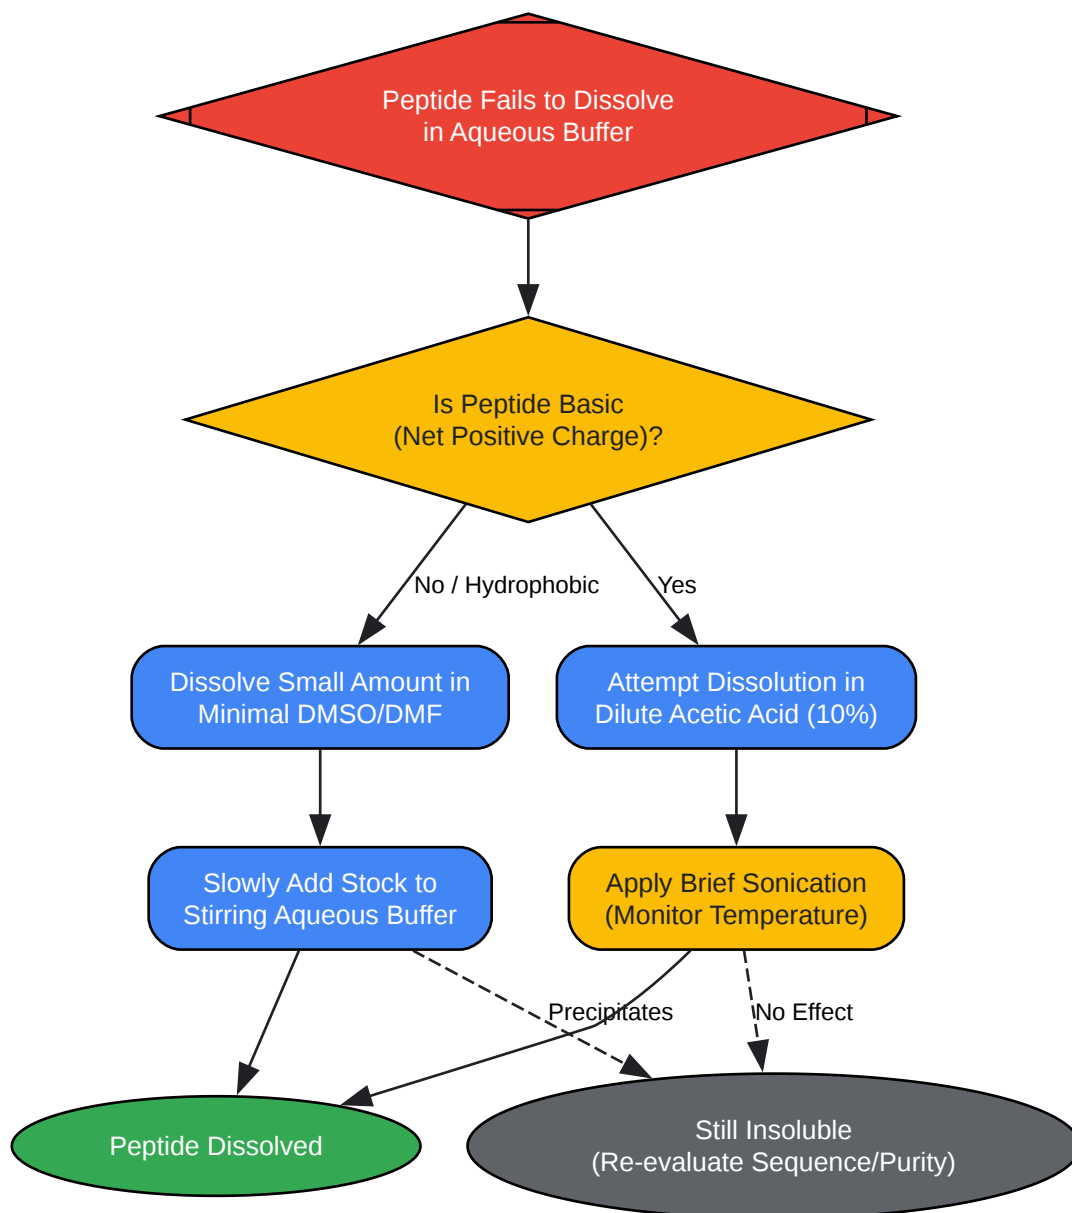 Peptide Fails to Dissolve
in Aqueous Buffer
Is Peptide Basic
(Net Positive Charge)?
No / Hydrophobic
Yes
Dissolve Small Amount in
Minimal DMSO/DMF
Attempt Dissolution in
Dilute Acetic Acid (10%)
Slowly Add Stock to
Stirring Aqueous Buffer
Apply Brief Sonication
(Monitor Temperature)
Precipitates
No Effect
Peptide Dissolved
Still Insoluble
(Re-evaluate Sequence/Purity)